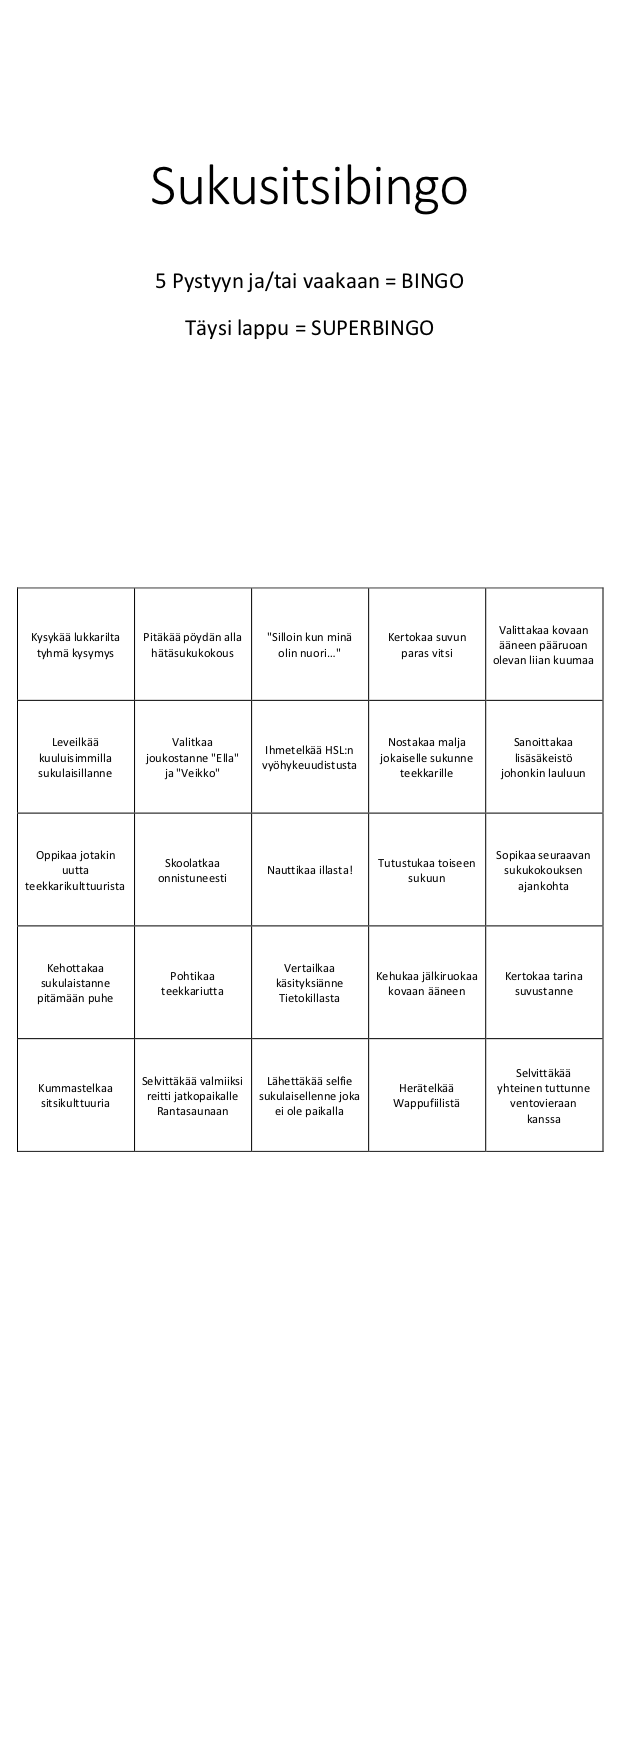 Sukusitsibingo
5 Pystyyn ja/tai vaakaan = BINGO
Täysi lappu = SUPERBINGO
Kysykää lukkarilta
tyhmä kysymys
Pitäkää pöydän alla
hätäsukukokous
"Silloin kun minä
olin nuori..."
Kertokaa suvun
paras vitsi
Valittakaa kovaan
ääneen pääruoan
olevan liian kuumaa
Leveilkää
kuuluisimmilla
sukulaisillanne
Valitkaa
joukostanne "Ella"
ja "Veikko"
Ihmetelkää HSL:n
vyöhykeuudistusta
Nostakaa malja
jokaiselle sukunne
teekkarille
Sanoittakaa
lisäsäkeistö
johonkin lauluun
Oppikaa jotakin
uutta
teekkarikulttuurista
Skoolatkaa
onnistuneesti
Nauttikaa illasta!
Tutustukaa toiseen
sukuun
Sopikaa seuraavan
sukukokouksen
ajankohta
Kehottakaa
sukulaistanne
pitämään puhe
Pohtikaa
teekkariutta
Vertailkaa
käsityksiänne
Tietokillasta
Kehukaa jälkiruokaa
kovaan ääneen
Kertokaa tarina
suvustanne
Kummastelkaa
sitsikulttuuria
Selvittäkää valmiiksi
reitti jatkopaikalle
Rantasaunaan
Lähettäkää selfie
sukulaisellenne joka
ei ole paikalla
Herätelkää
Wappufiilistä
Selvittäkää
yhteinen tuttunne
ventovieraan
kanssa